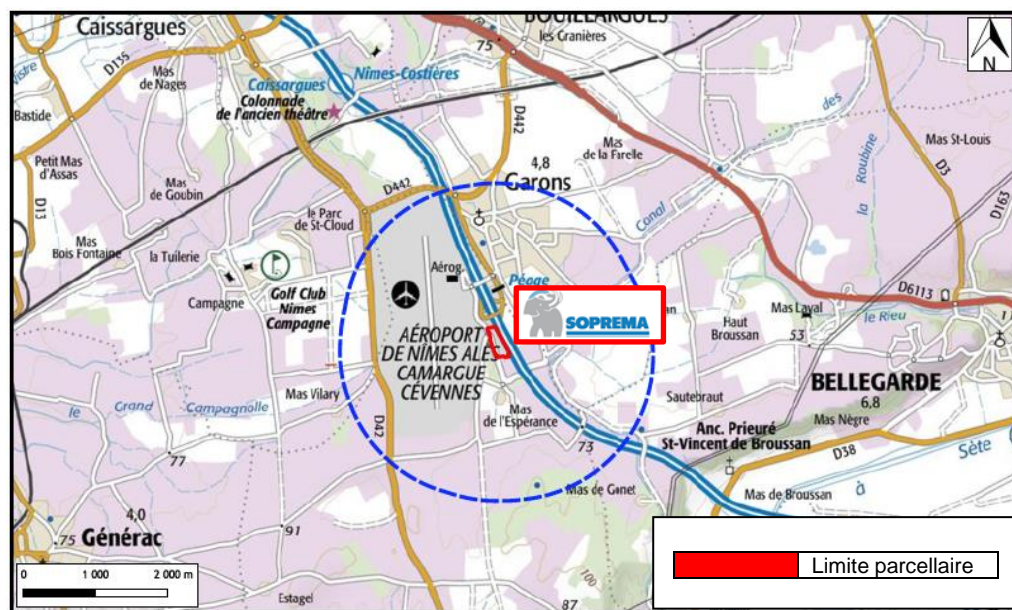 Caissargues
BOUILLARGUES
les Cranières
75
N
D135
Mas
de Nages
Caissargues
Nîmes-Costières
Colonnade
de l'ancien théâtre
D442
Bastide
Petit Mas
d'Assas
Mas
de Goubin
D13
D442
4,8
Garons
Mas
de la Farelle
Canal
des
la Roubine
Mas St-Louis
D3
D163
le Parc
de St-Cloud
Mas
Bois Fontaine
la Tuilerie
Campagne
Golf Club
Nîmes
Campagne
Aérog.
Péage
SOPREMA
AÉROPORT
DE NÎMES ALÈS
CAMARGUE
CÉVENNES
Haut
Broussan
Mas Laval
53
D6113
le Rieu
BELLEGARDE
6,8
Mas Vilary
le Grand Campagnolle
77
D42
Mas
de l'Espérance
73
Sautebraut
Mas Nègre
Anc. Prieuré
St-Vincent de Broussan
D38
Sète
à
Mas de Broussan
Mas de Genet
4,0
75
Générac
91
100
87
Estagel
0 1 000 2 000 m
Limite parcellaire